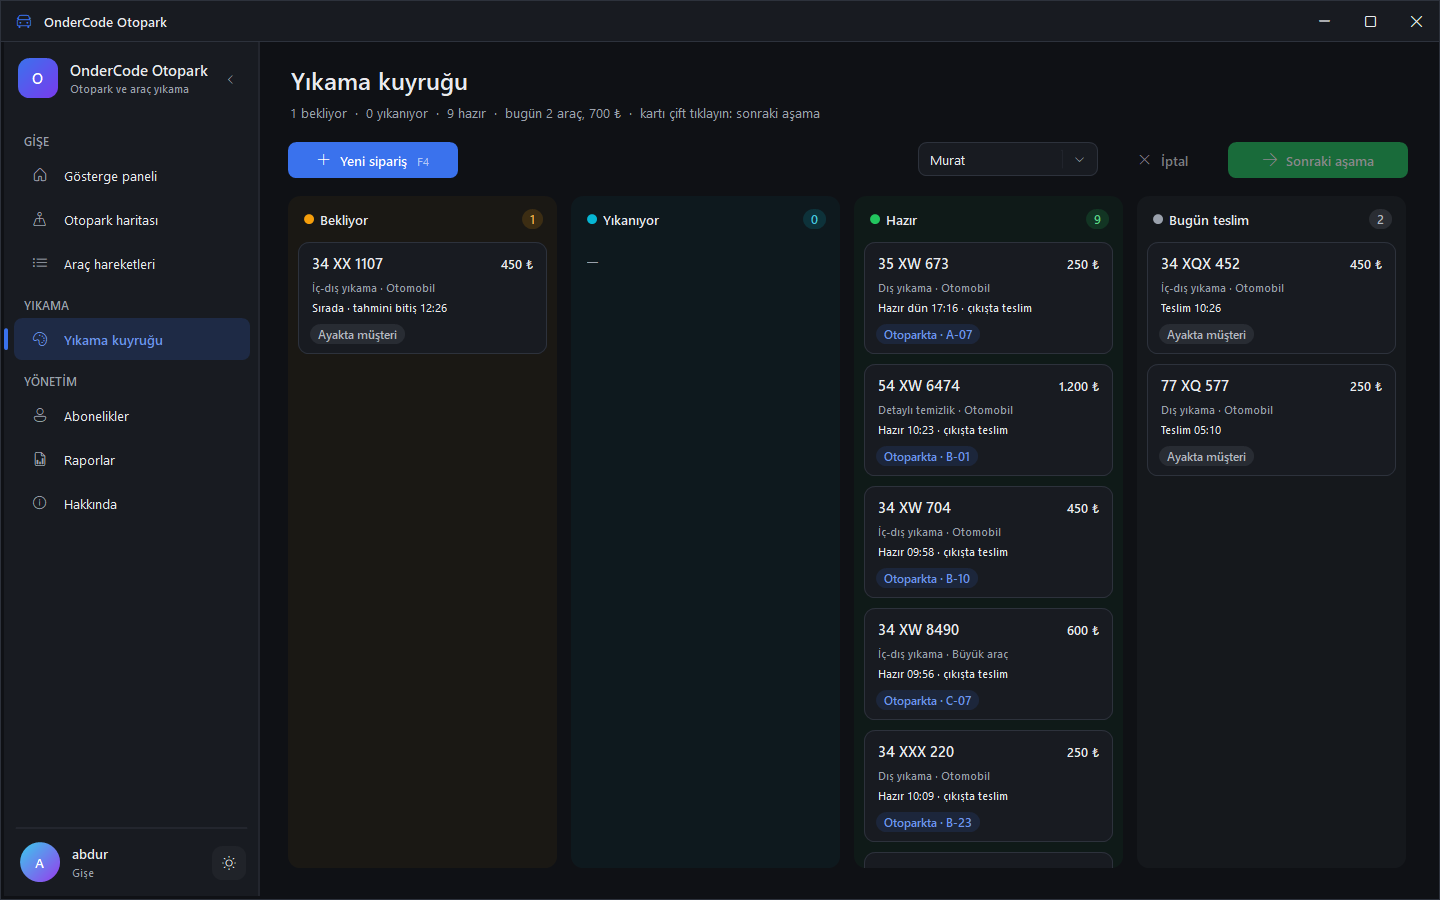 OnderCode Otopark
O
OnderCode Otopark
Otopark ve araç yıkama
GİŞE
Gösterge paneli
Otopark haritası
Araç hareketleri
YIKAMA
Yıkama kuyruğu
YÖNETİM
Abonelikler
Raporlar
Hakkında
A
abdur
Gişe
Yıkama kuyruğu
1 bekliyor · 0 yıkanıyor · 9 hazır · bugün 2 araç, 700 ₺ · kartı çift tıklayın: sonraki aşama
Yeni sipariş F4
Murat
İptal
Sonraki aşama
Bekliyor 1
34 XX 1107 450 ₺
İç-dış yıkama · Otomobil
Sırada · tahmini bitiş 12:26
Ayakta müşteri
Yıkanıyor 0
—
Hazır 9
35 XW 673 250 ₺
Dış yıkama · Otomobil
Hazır dün 17:16 · çıkışta teslim
Otoparkta · A-07
54 XW 6474 1.200 ₺
Detaylı temizlik · Otomobil
Hazır 10:23 · çıkışta teslim
Otoparkta · B-01
34 XW 704 450 ₺
İç-dış yıkama · Otomobil
Hazır 09:58 · çıkışta teslim
Otoparkta · B-10
34 XW 8490 600 ₺
İç-dış yıkama · Büyük araç
Hazır 09:56 · çıkışta teslim
Otoparkta · C-07
34 XXX 220 250 ₺
Dış yıkama · Otomobil
Hazır 10:09 · çıkışta teslim
Otoparkta · B-23
Bugün teslim 2
34 XQX 452 450 ₺
İç-dış yıkama · Otomobil
Teslim 10:26
Ayakta müşteri
77 XQ 577 250 ₺
Dış yıkama · Otomobil
Teslim 05:10
Ayakta müşteri